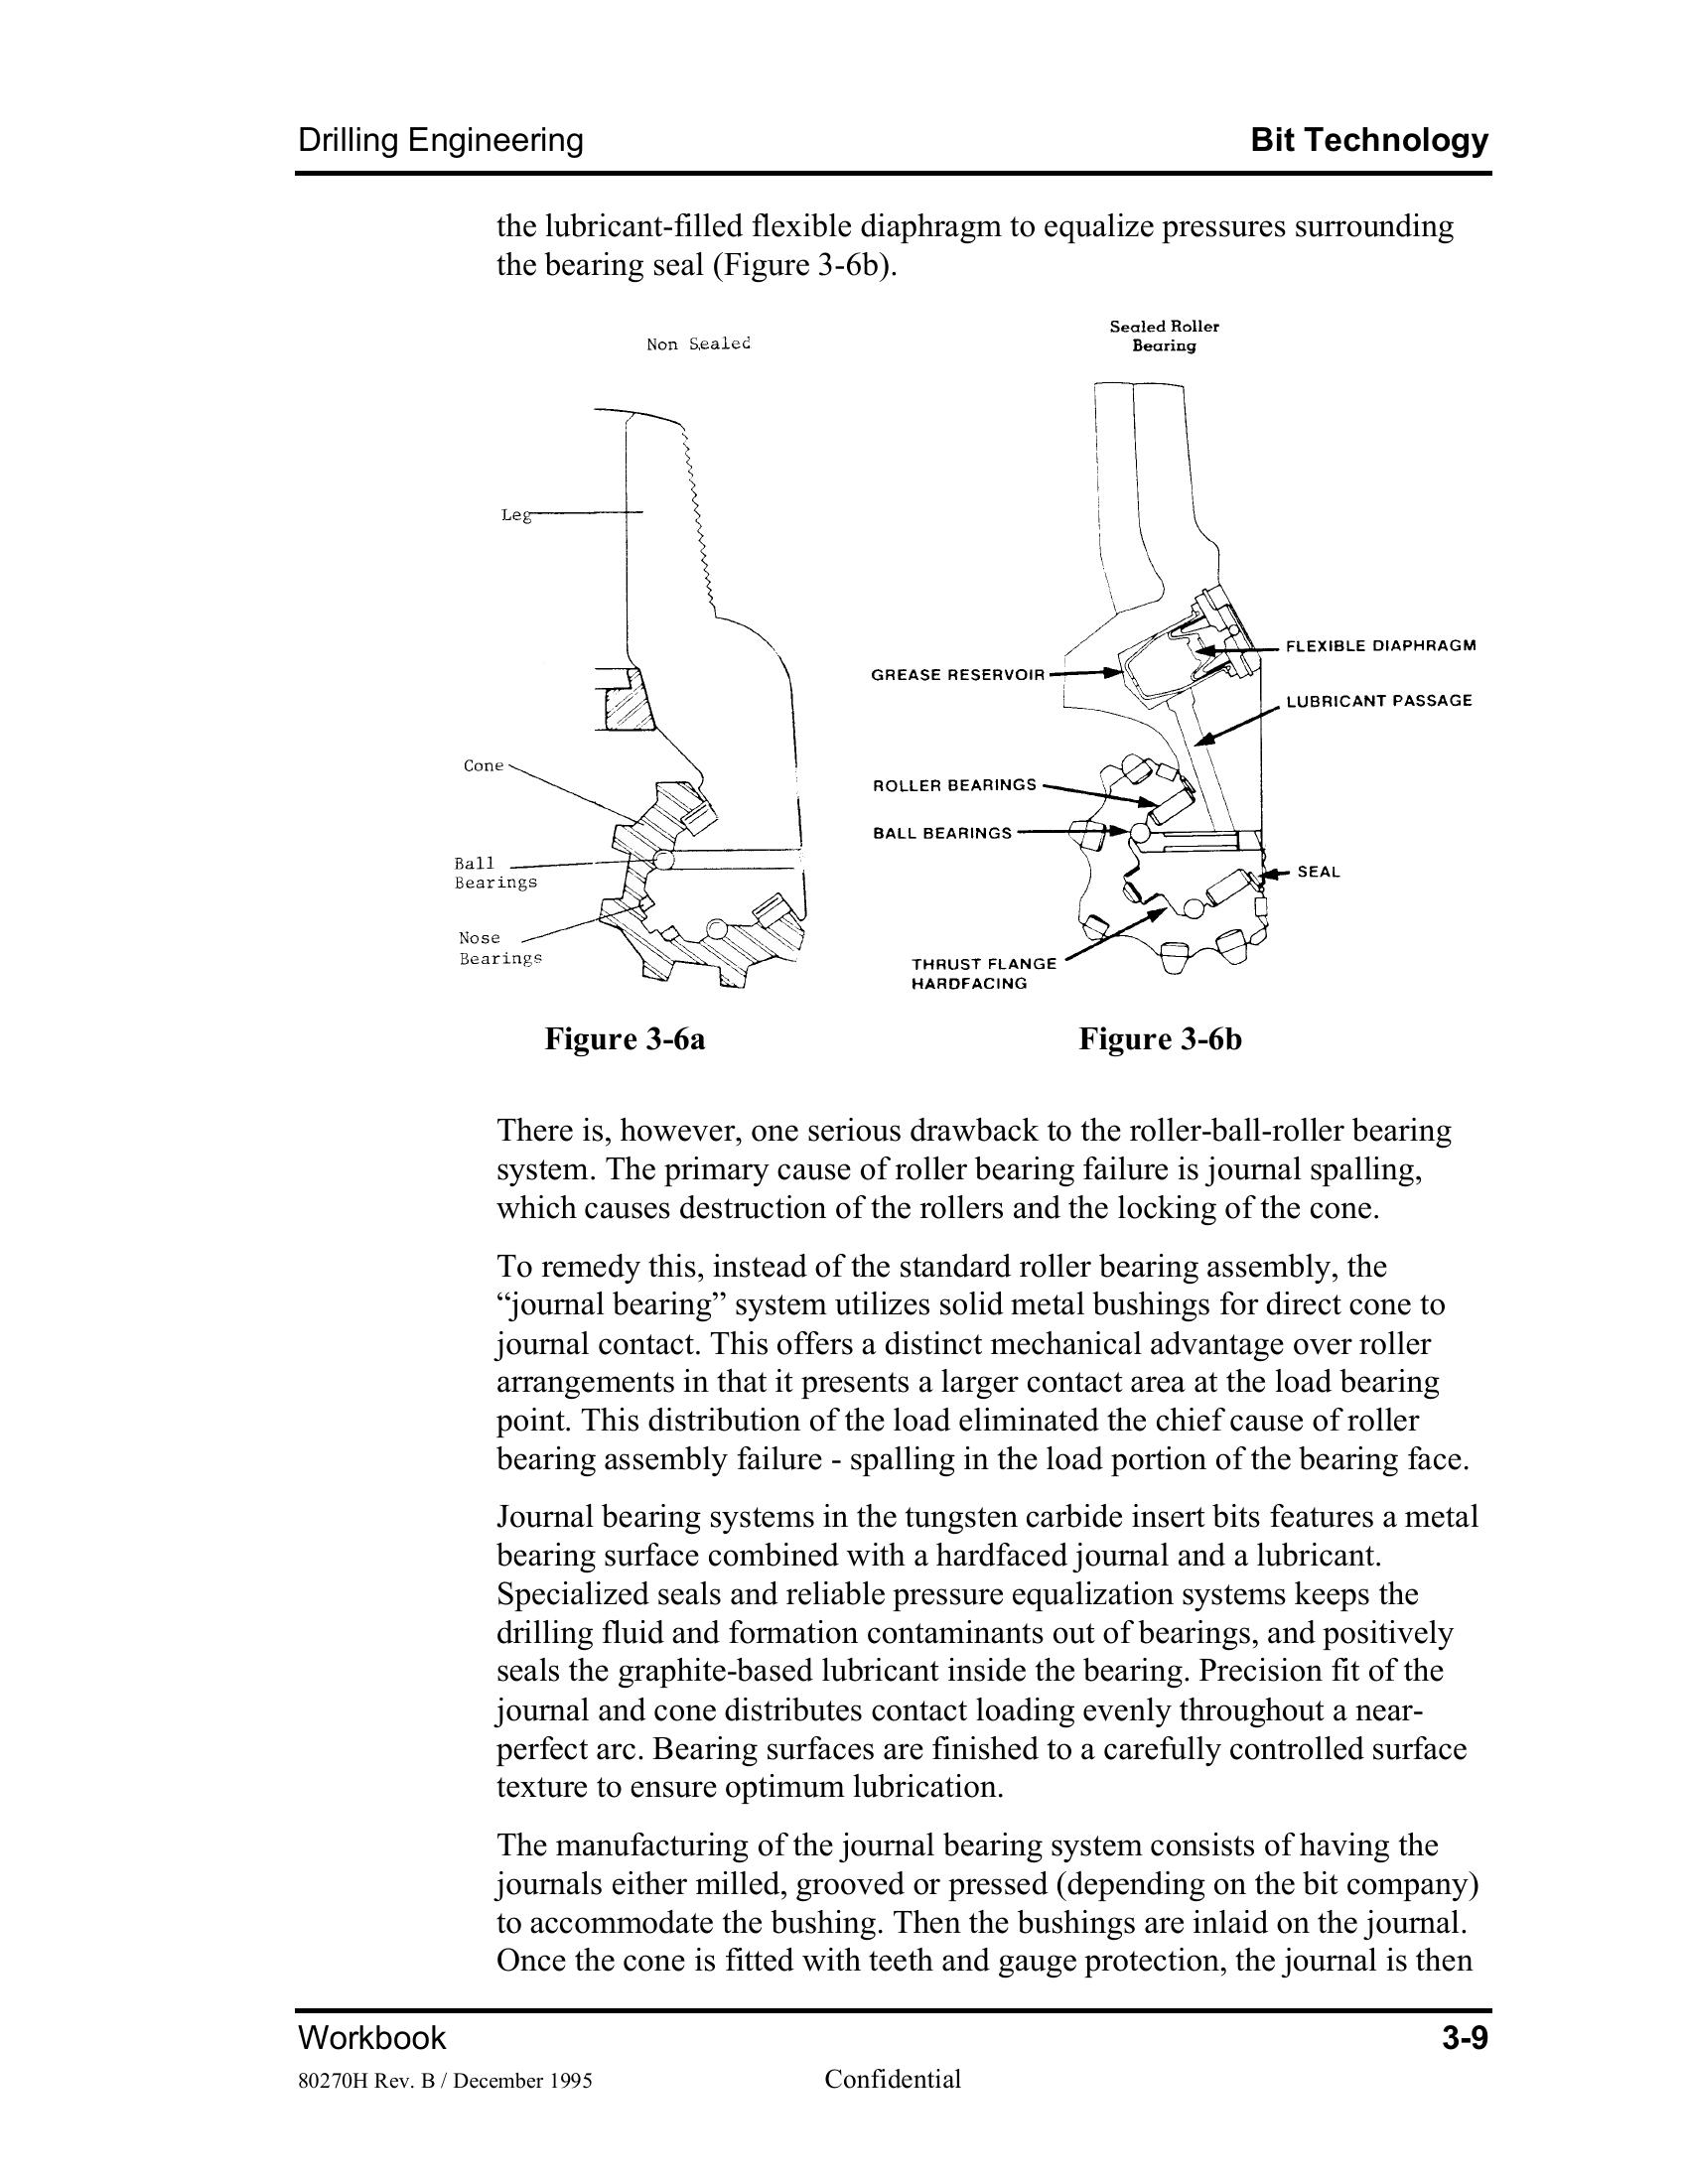 Drilling Engineering
Bit Technology
the lubricant-filled flexible diaphragm to equalize pressures surrounding
the bearing seal (Figure 3-6b).
Non Sealed
Leg
Cone
Ball
Bearings
Nose
Bearings
Figure 3-6a
Sealed Roller
Bearing
FLEXIBLE DIAPHRAGM
GREASE RESERVOIR
LUBRICANT PASSAGE
ROLLER BEARINGS
BALL BEARINGS
SEAL
THRUST FLANGE
HARDFACING
Figure 3-6b
There is, however, one serious drawback to the roller-ball-roller bearing
system. The primary cause of roller bearing failure is journal spalling,
which causes destruction of the rollers and the locking of the cone.
To remedy this, instead of the standard roller bearing assembly, the
“journal bearing” system utilizes solid metal bushings for direct cone to
journal contact. This offers a distinct mechanical advantage over roller
arrangements in that it presents a larger contact area at the load bearing
point. This distribution of the load eliminated the chief cause of roller
bearing assembly failure - spalling in the load portion of the bearing face.
Journal bearing systems in the tungsten carbide insert bits features a metal
bearing surface combined with a hardfaced journal and a lubricant.
Specialized seals and reliable pressure equalization systems keeps the
drilling fluid and formation contaminants out of bearings, and positively
seals the graphite-based lubricant inside the bearing. Precision fit of the
journal and cone distributes contact loading evenly throughout a near-
perfect arc. Bearing surfaces are finished to a carefully controlled surface
texture to ensure optimum lubrication.
The manufacturing of the journal bearing system consists of having the
journals either milled, grooved or pressed (depending on the bit company)
to accommodate the bushing. Then the bushings are inlaid on the journal.
Once the cone is fitted with teeth and gauge protection, the journal is then
Workbook
3-9
80270H Rev. B / December 1995
Confidential